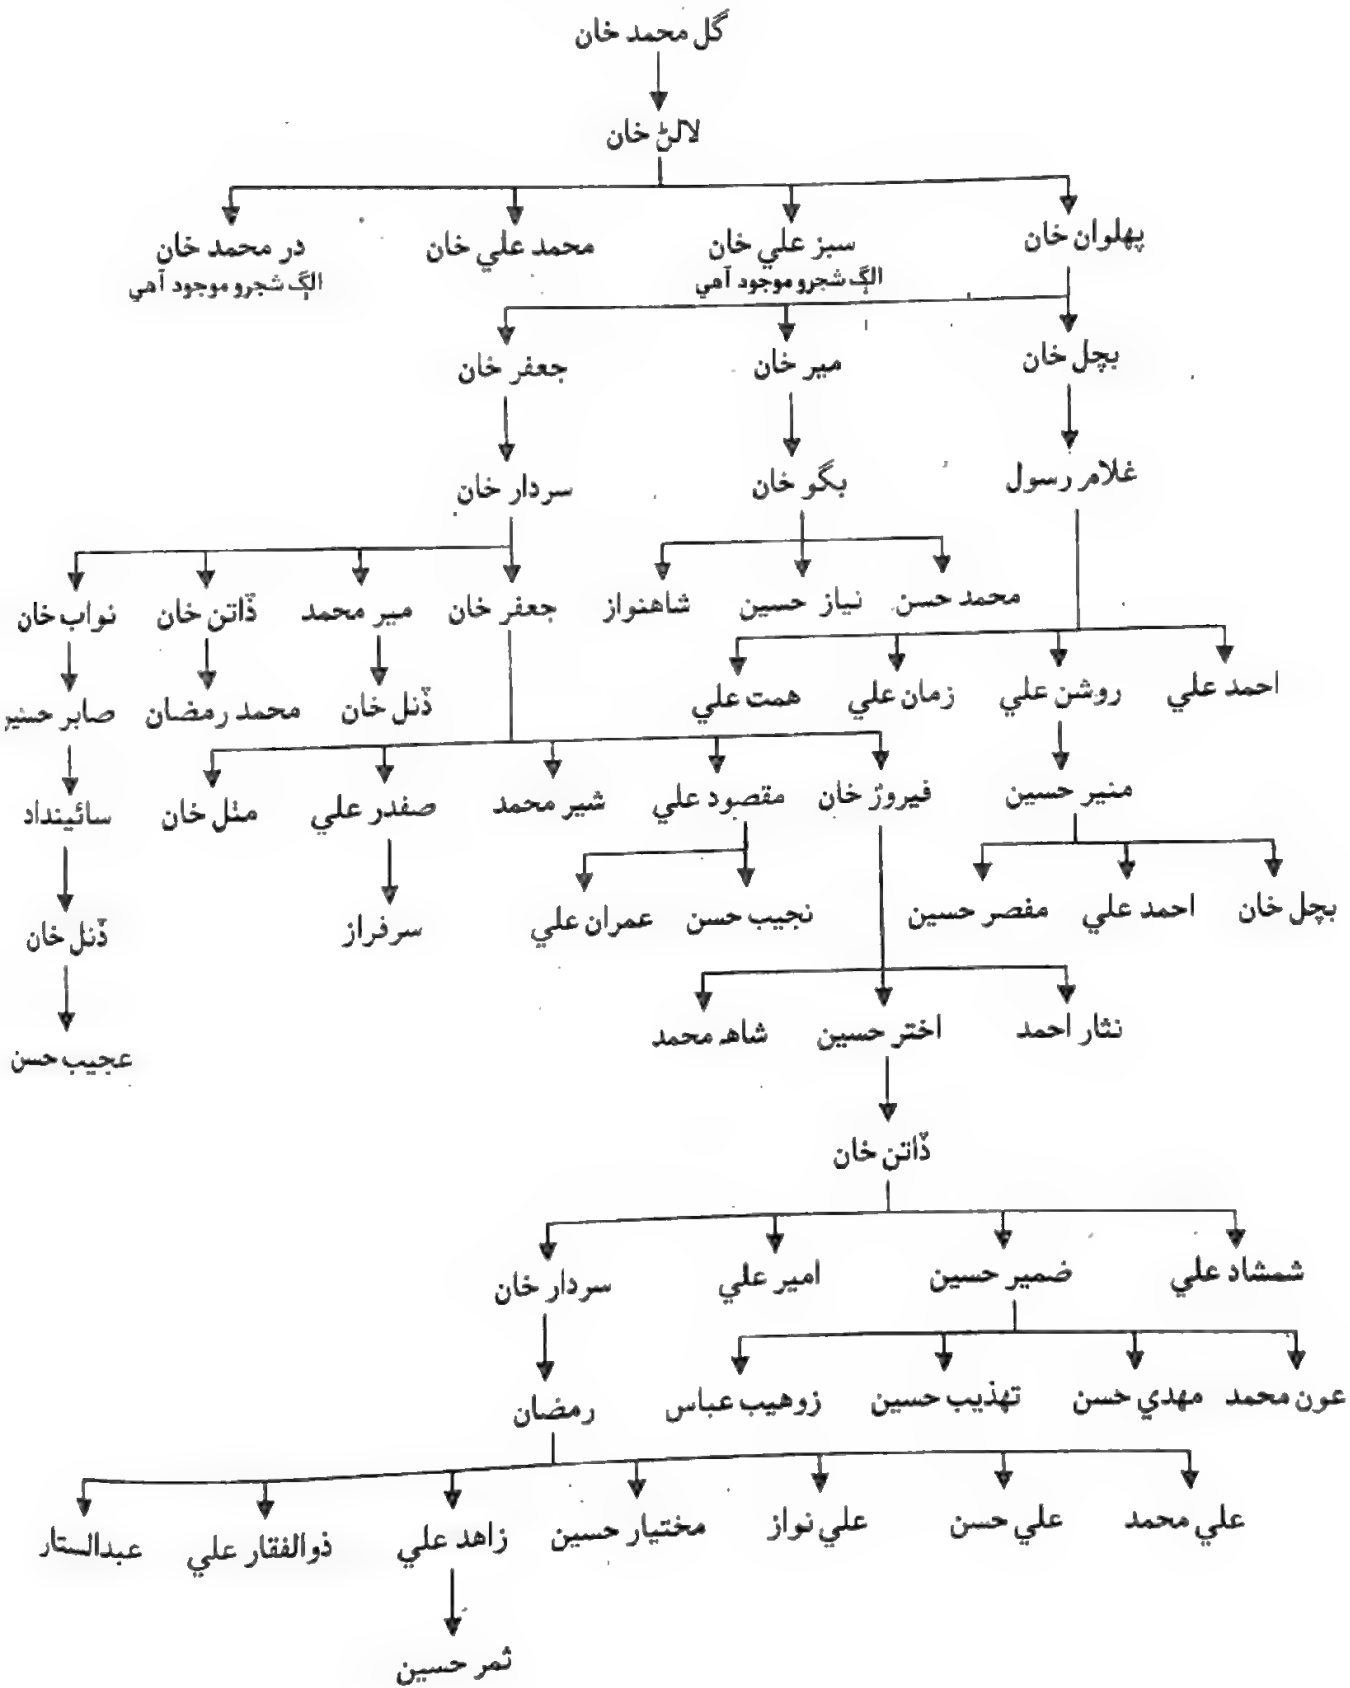 گل محمد خان
لالڻ خان
پهلوان خان
سبز علي خان
الڳ شجرو موجود آهي
محمد علي خان
در محمد خان
الڳ شجرو موجود آهي
بچل خان
مير خان
جعفر خان
غلام رسول
بگو خان
سردار خان
محمد حسن
نياز حسين
شاهنواز
جعفر خان
مير محمد
ڏاتن خان
نواب خان
احمد علي
روشن علي
زمان علي
همت علي
ڏنل خان
محمد رمضان
صابر حسين
منير حسين
فيروز خان
مقصود علي
شير محمد
صفدر علي
مٺل خان
سائينداد
بچل خان
احمد علي
مفصر حسين
نجيب حسن
عمران علي
سرفراز
ڏنل خان
نثار احمد
اختر حسين
شاهہ محمد
عجيب حسن
ڏاتن خان
شمشاد علي
ضمير حسين
امير علي
سردار خان
عون محمد
مهدي حسن
تهذيب حسين
زوهيب عباس
رمضان
علي محمد
علي حسن
علي نواز
مختيار حسين
زاهد علي
ذوالفقار علي
عبدالستار
ثمر حسين